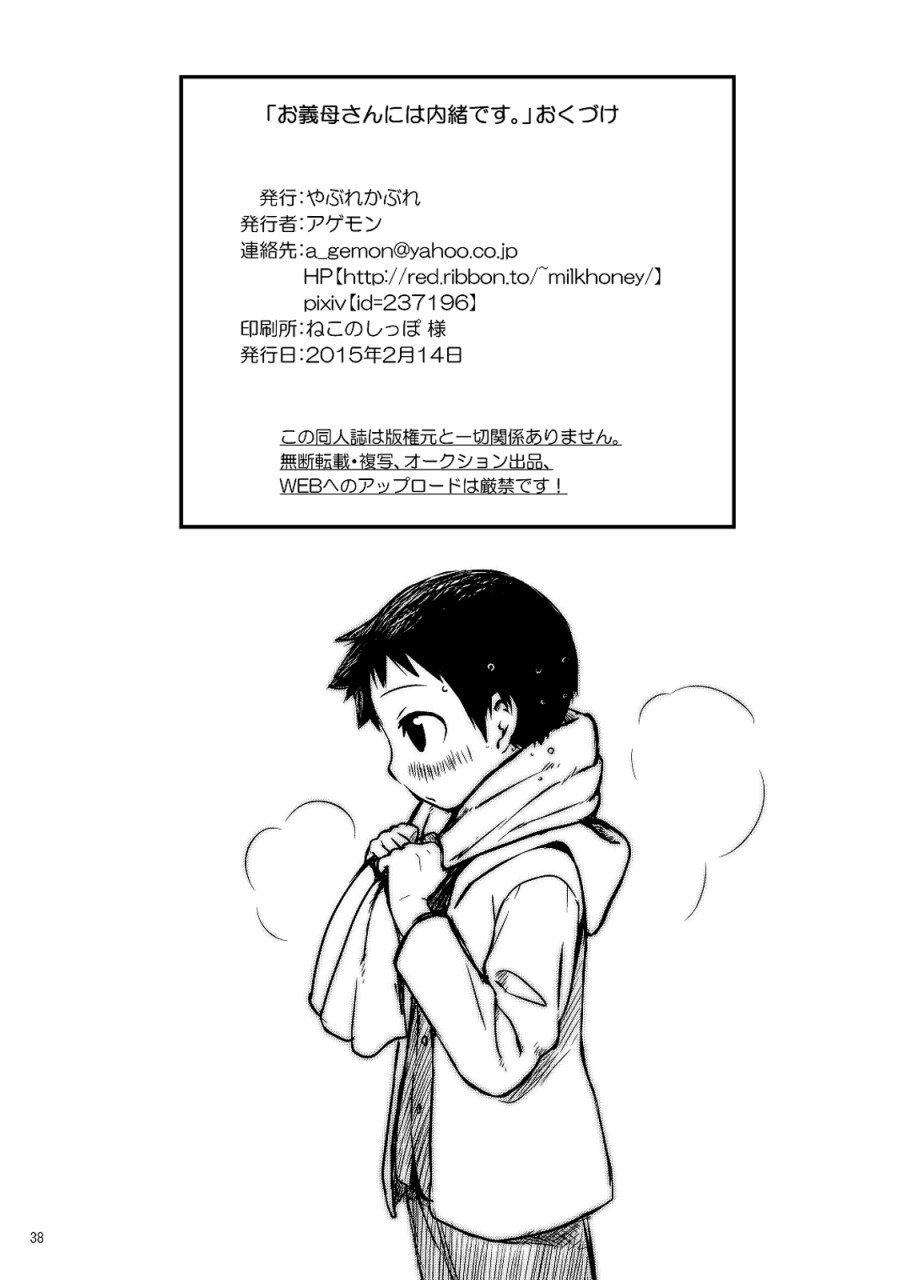 「お義母さんには内緒です。」おくづけ
発行：やぶれかぶれ
発行者：アゲモン
連絡先：a_gemon@yahoo.co.jp
HP【http://red.ribbon.to/~milkhoney/】
pixiv【id=237196】
印刷所：ねこのしっぽ 様
発行日：2015年2月14日
この同人誌は版権元と一切関係ありません。
無断転載・複写、オークション出品、
WEBへのアップロードは厳禁です！
38